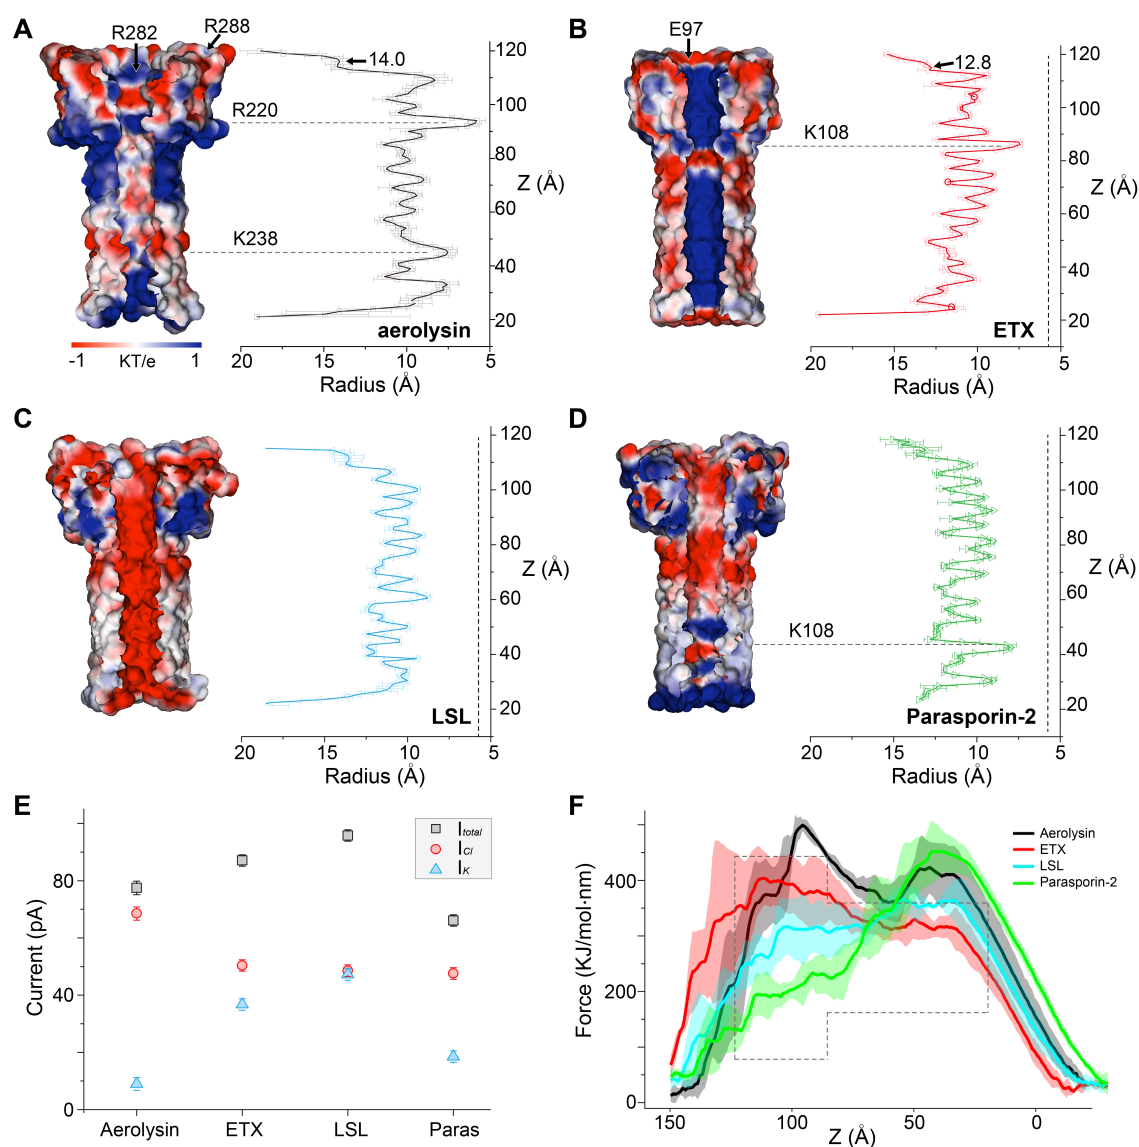 A
R282
R288
14.0
R220
K238
-1 KT/e 1
aerolysin
120
100
80
Z (Å)
60
40
20
20 15 10 5
Radius (Å)
B
E97
12.8
K108
ETX
120
100
80
Z (Å)
60
40
20
20 15 10 5
Radius (Å)
C
LSL
120
100
80
Z (Å)
60
40
20
20 15 10 5
Radius (Å)
D
K108
Parasporin-2
120
100
80
Z (Å)
60
40
20
20 15 10 5
Radius (Å)
E
I total
I Cl
I K
Current (pA)
80
40
0
Aerolysin ETX LSL Paras
F
Aerolysin
ETX
LSL
Parasporin-2
Force (KJ/mol·nm)
400
200
0
150 100 50 0
Z (Å)